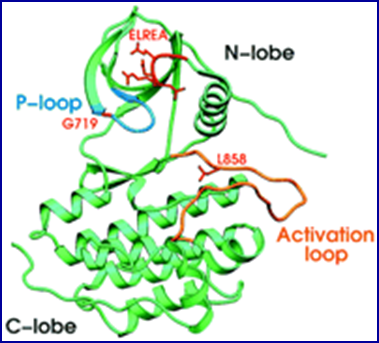 ELREA
N-lobe
P-loop
G719
L858
Activation
loop
C-lobe